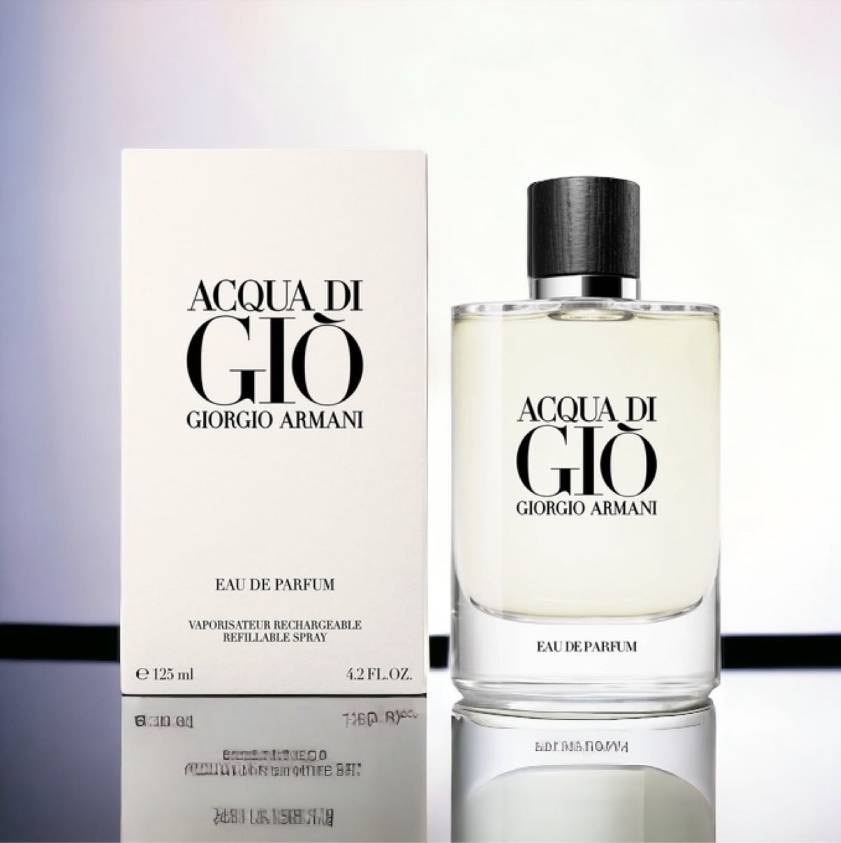 ACQUA DI
GIÒ
GIORGIO ARMANI
EAU DE PARFUM
VAPORISATEUR RECHARGEABLE
REFILLABLE SPRAY
℮ 125 ml 4.2 FL.OZ.
ACQUA DI
GIÒ
GIORGIO ARMANI
EAU DE PARFUM